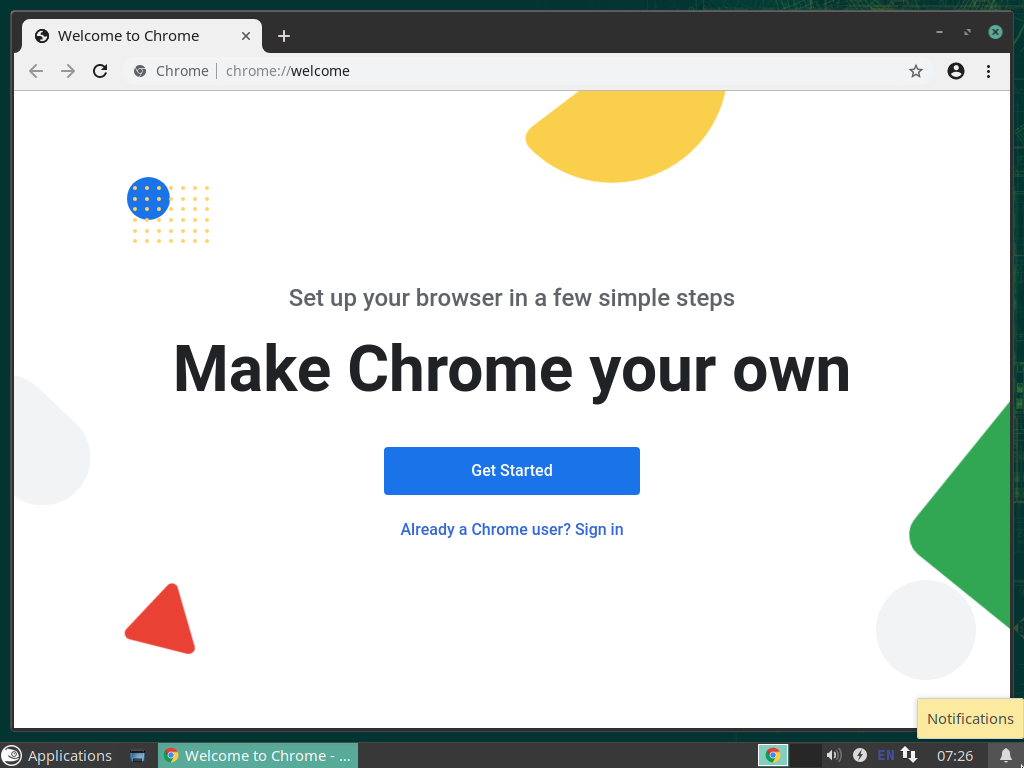 Welcome to Chrome
Chrome | chrome://welcome
Set up your browser in a few simple steps
Make Chrome your own
Get Started
Already a Chrome user? Sign in
Notifications
Applications
Welcome to Chrome - ...
EN
07:26